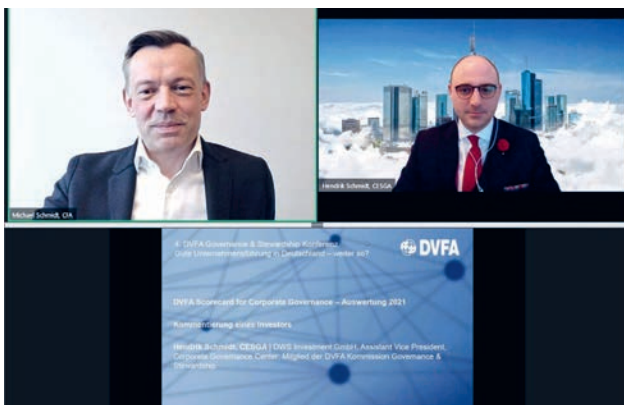 Michael Schmidt, CFA
Hendrik Schmidt, CESGA
DVFA Governance & Stewardship Konferenz
Gute Unternehmensführung in Deutschland – weiter so?
DVFA
DVFA Scorecard for Corporate Governance – Auswertung 2021
Kommentierung eines Investors
Hendrik Schmidt, CESGA | DWS Investment GmbH, Assistant Vice President,
Corporate Governance Center; Mitglied der DVFA Kommission Governance &
Stewardship